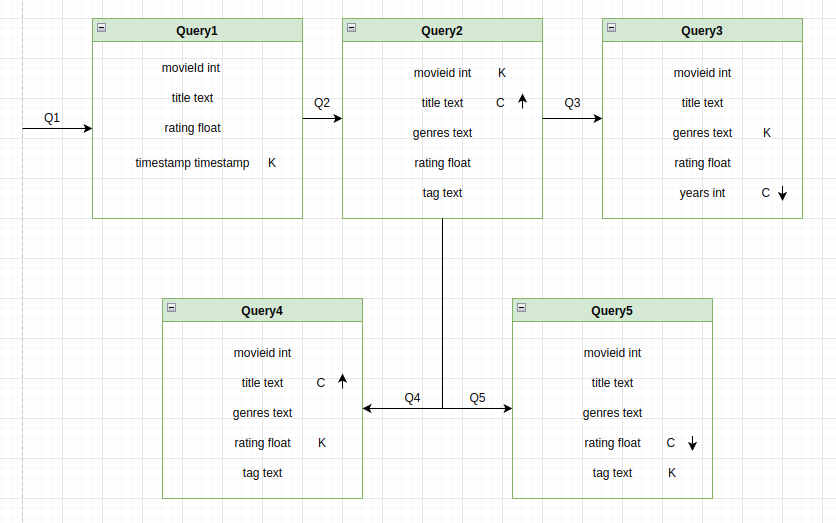 Query1
movieId int
title text
rating float
timestamp timestamp K
Q1
Q2
Query2
movieid int K
title text C
genres text
rating float
tag text
Q3
Query3
movieid int
title text
genres text K
rating float
years int C
Query4
movieid int
title text C
genres text
rating float K
tag text
Q4
Q5
Query5
movieid int
title text
genres text
rating float C
tag text K